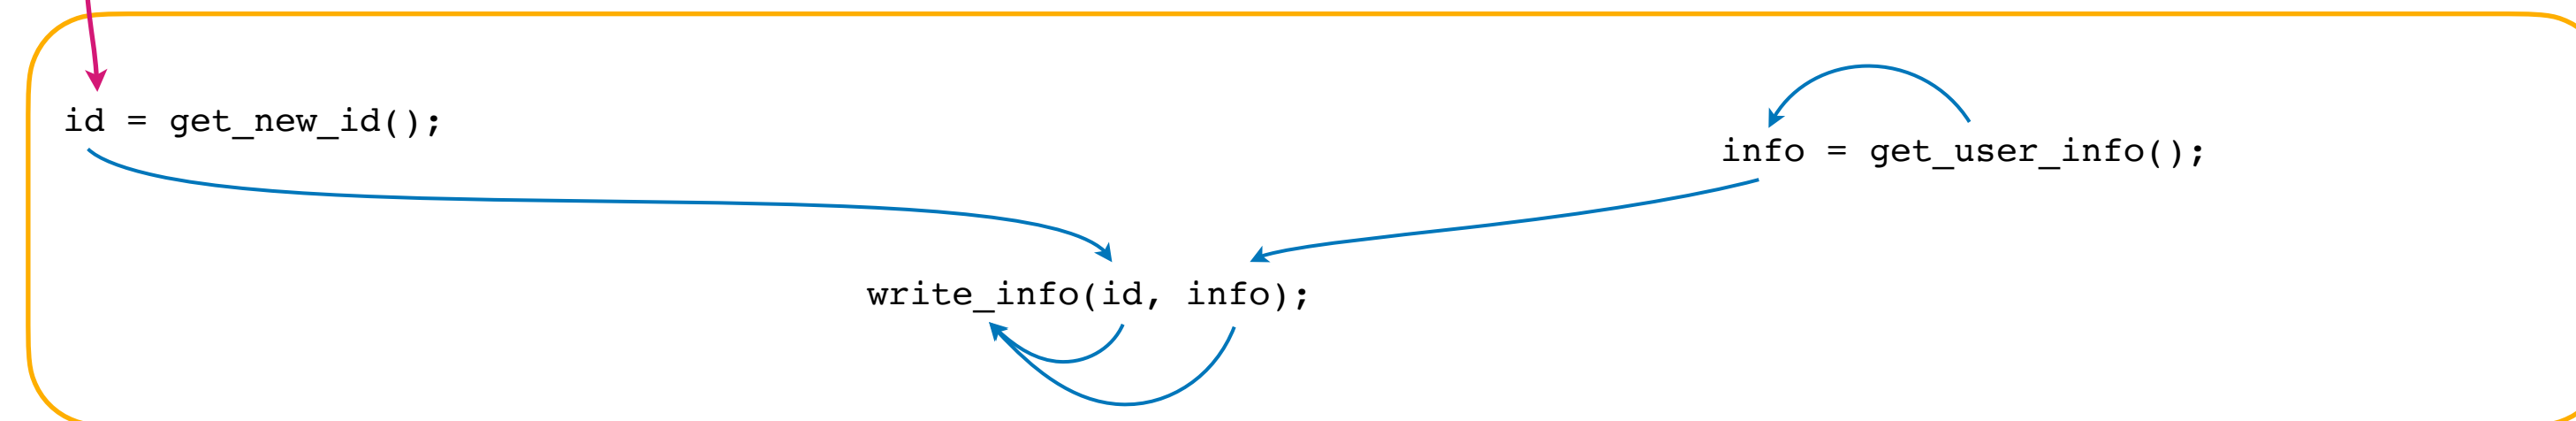 id = get_new_id();
info = get_user_info();
write_info(id, info);